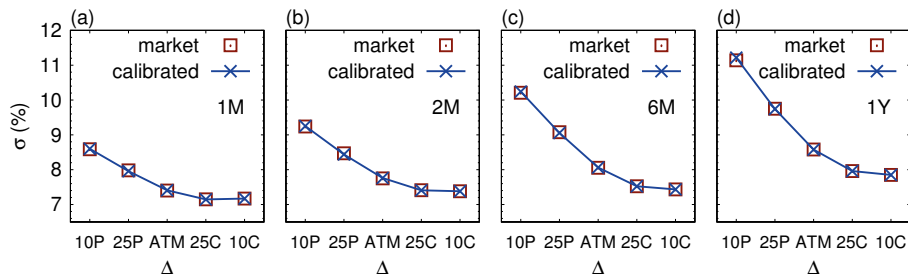 (a) (b) (c) (d)
12
11
10
9
8
7
σ (%)
market
calibrated
1M
market
calibrated
2M
market
calibrated
6M
market
calibrated
1Y
10P 25P ATM 25C 10C
10P 25P ATM 25C 10C
10P 25P ATM 25C 10C
10P 25P ATM 25C 10C
Δ Δ Δ Δ